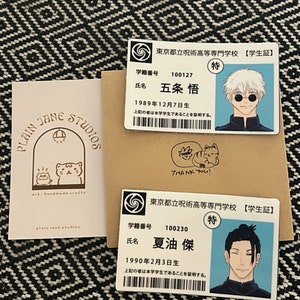 東京都立呪術高等専門学校 【学生証】
学籍番号 100127
特
氏名 五条 悟
1989年12月7日生
上記の者は本学学生であることを証明する。
PLAIN JANE STUDIOS
art · handmade crafts
plain jane studios
THANK YOU!
東京都立呪術高等専門学校 【学生証】
学籍番号 100230
特
氏名 夏油 傑
1990年2月3日生
上記の者は本学学生であることを証明する。